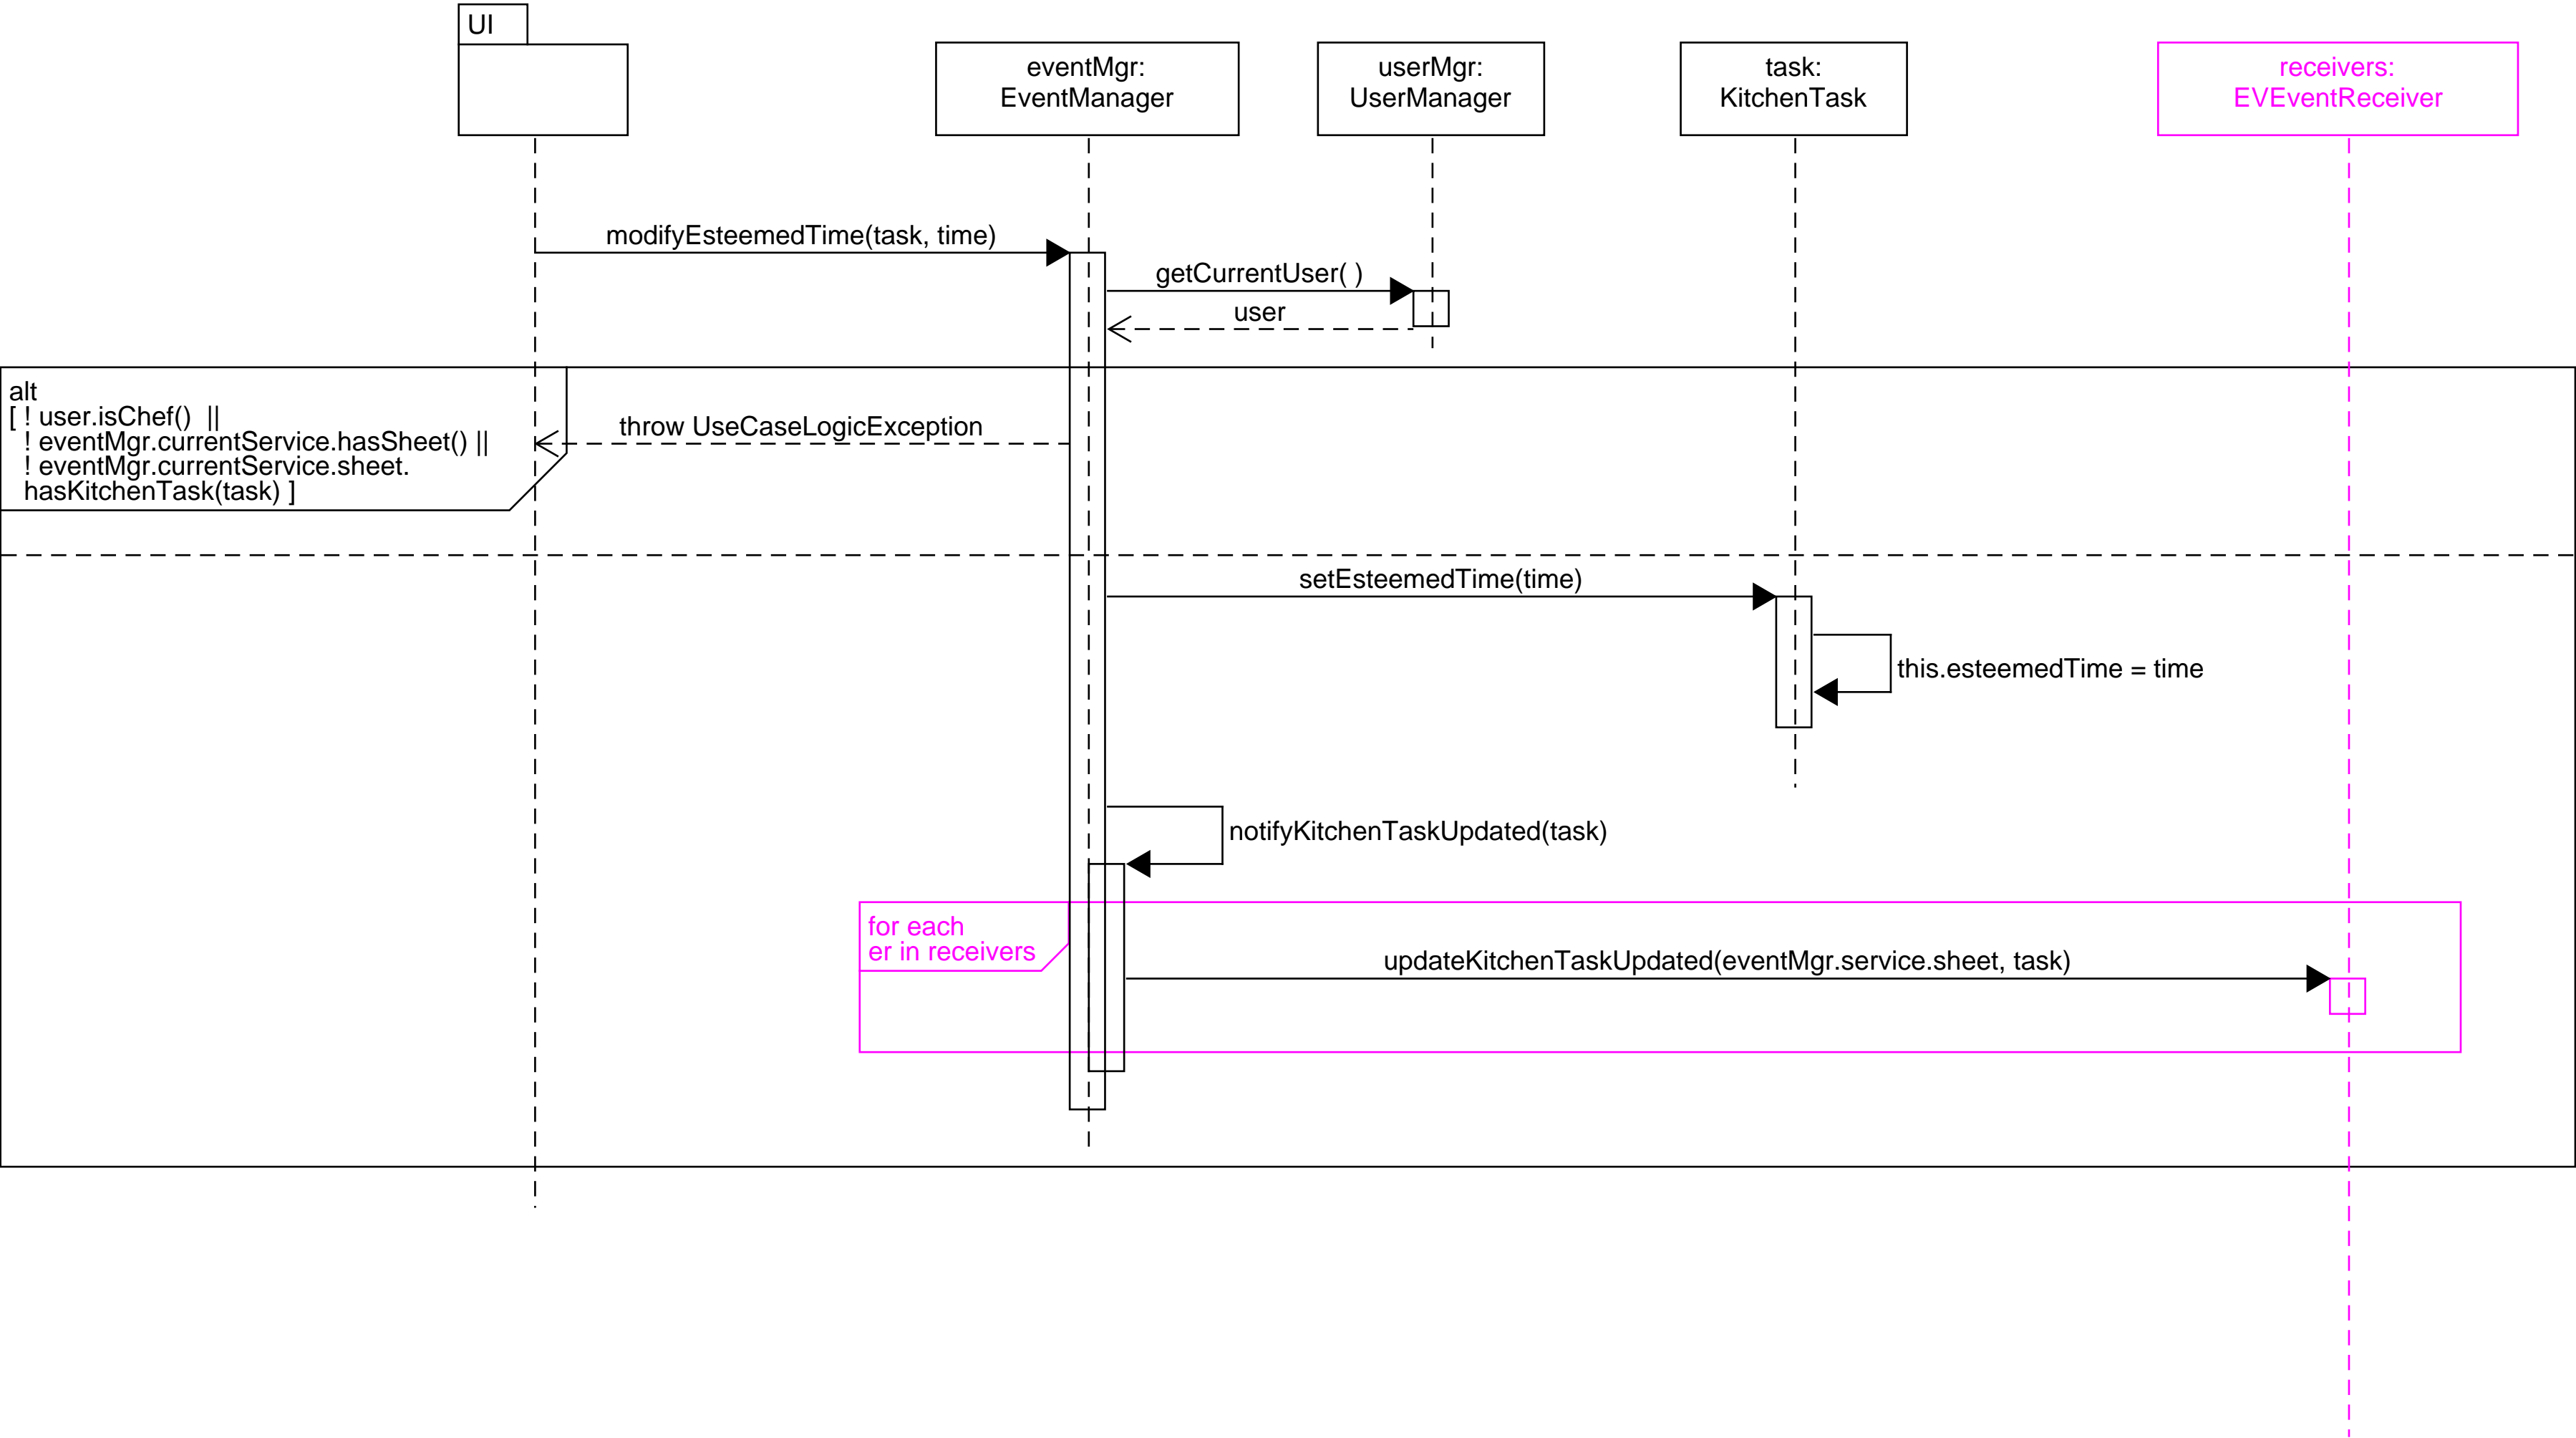 UI
eventMgr:
EventManager
userMgr:
UserManager
task:
KitchenTask
receivers:
EVEventReceiver
modifyEsteemedTime(task, time)
getCurrentUser( )
user
alt
[ ! user.isChef() ||
! eventMgr.currentService.hasSheet() ||
! eventMgr.currentService.sheet.
hasKitchenTask(task) ]
throw UseCaseLogicException
setEsteemedTime(time)
this.esteemedTime = time
notifyKitchenTaskUpdated(task)
for each
er in receivers
updateKitchenTaskUpdated(eventMgr.service.sheet, task)